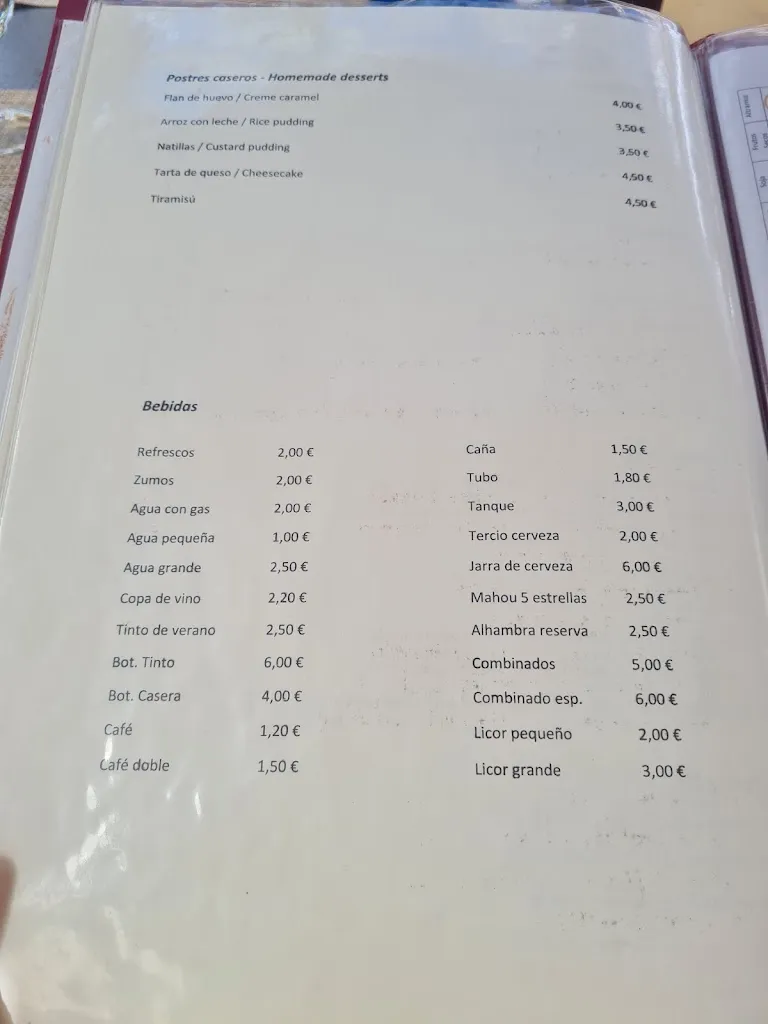 Postres caseros - Homemade desserts
Flan de huevo / Creme caramel 4,00 €
Arroz con leche / Rice pudding 3,50 €
Natillas / Custard pudding 3,50 €
Tarta de queso / Cheesecake 4,50 €
Tiramisú 4,50 €
Bebidas
Refrescos 2,00 €
Zumos 2,00 €
Agua con gas 2,00 €
Agua pequeña 1,00 €
Agua grande 2,50 €
Copa de vino 2,20 €
Tinto de verano 2,50 €
Bot. Tinto 6,00 €
Bot. Casera 4,00 €
Café 1,20 €
Café doble 1,50 €
Caña 1,50 €
Tubo 1,80 €
Tanque 3,00 €
Tercio cerveza 2,00 €
Jarra de cerveza 6,00 €
Mahou 5 estrellas 2,50 €
Alhambra reserva 2,50 €
Combinados 5,00 €
Combinado esp. 6,00 €
Licor pequeño 2,00 €
Licor grande 3,00 €
Frutos
Soja